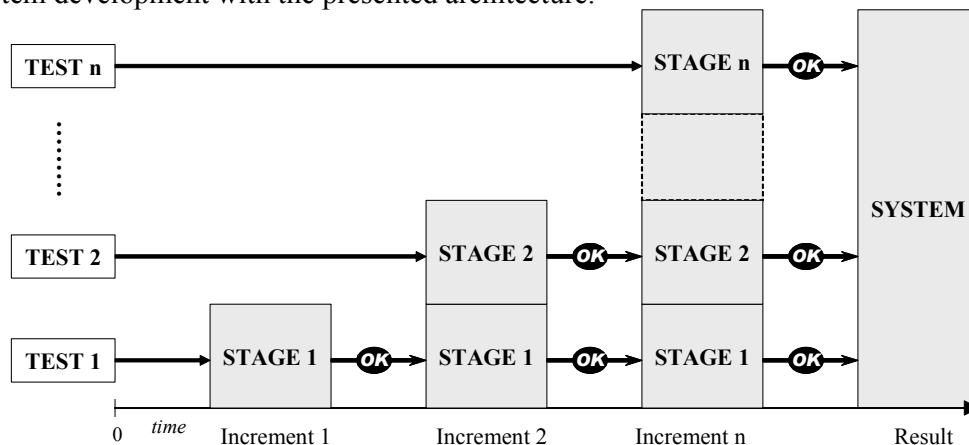 stem development with the presented architecture.
TEST n
STAGE n
OK
SYSTEM
TEST 2
STAGE 2
OK
STAGE 2
OK
TEST 1
STAGE 1
OK
STAGE 1
OK
STAGE 1
OK
0
time
Increment 1
Increment 2
Increment n
Result